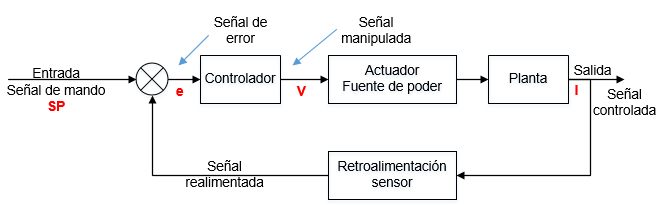 Señal de
error
Señal
manipulada
Entrada
Señal de mando
SP
e
Controlador
V
Actuador
Fuente de poder
Planta
Salida
I
Señal
controlada
Señal
realimentada
Retroalimentación
sensor